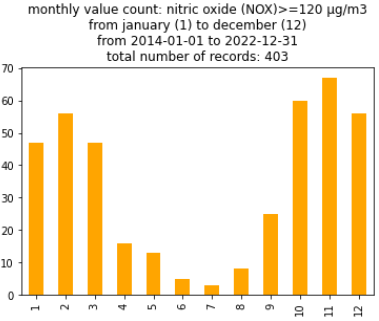 monthly value count: nitric oxide (NOX)>=120 µg/m3
from january (1) to december (12)
from 2014-01-01 to 2022-12-31
total number of records: 403
70
60
50
40
30
20
10
0
1 2 3 4 5 6 7 8 9 10 11 12